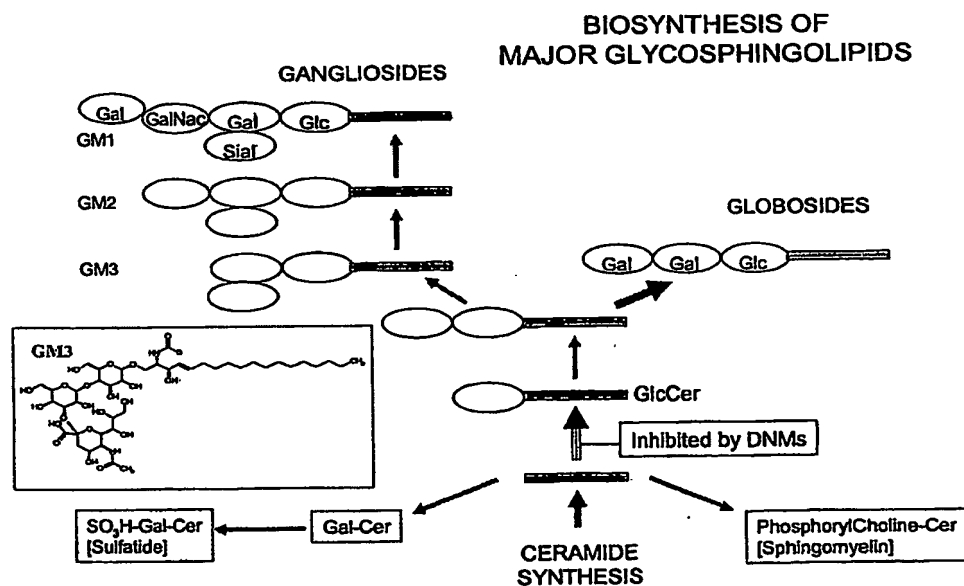 BIOSYNTHESIS OF
MAJOR GLYCOSPHINGOLIPIDS
GANGLIOSIDES
Gal GalNac Gal Glc
Sial
GM1
GM2
GM3
GLOBOSIDES
Gal Gal Glc
GM3
GlcCer
Inhibited by DNMs
SO₃H-Gal-Cer
[Sulfatide]
Gal-Cer
CERAMIDE
SYNTHESIS
PhosphorylCholine-Cer
[Sphingomyelin]